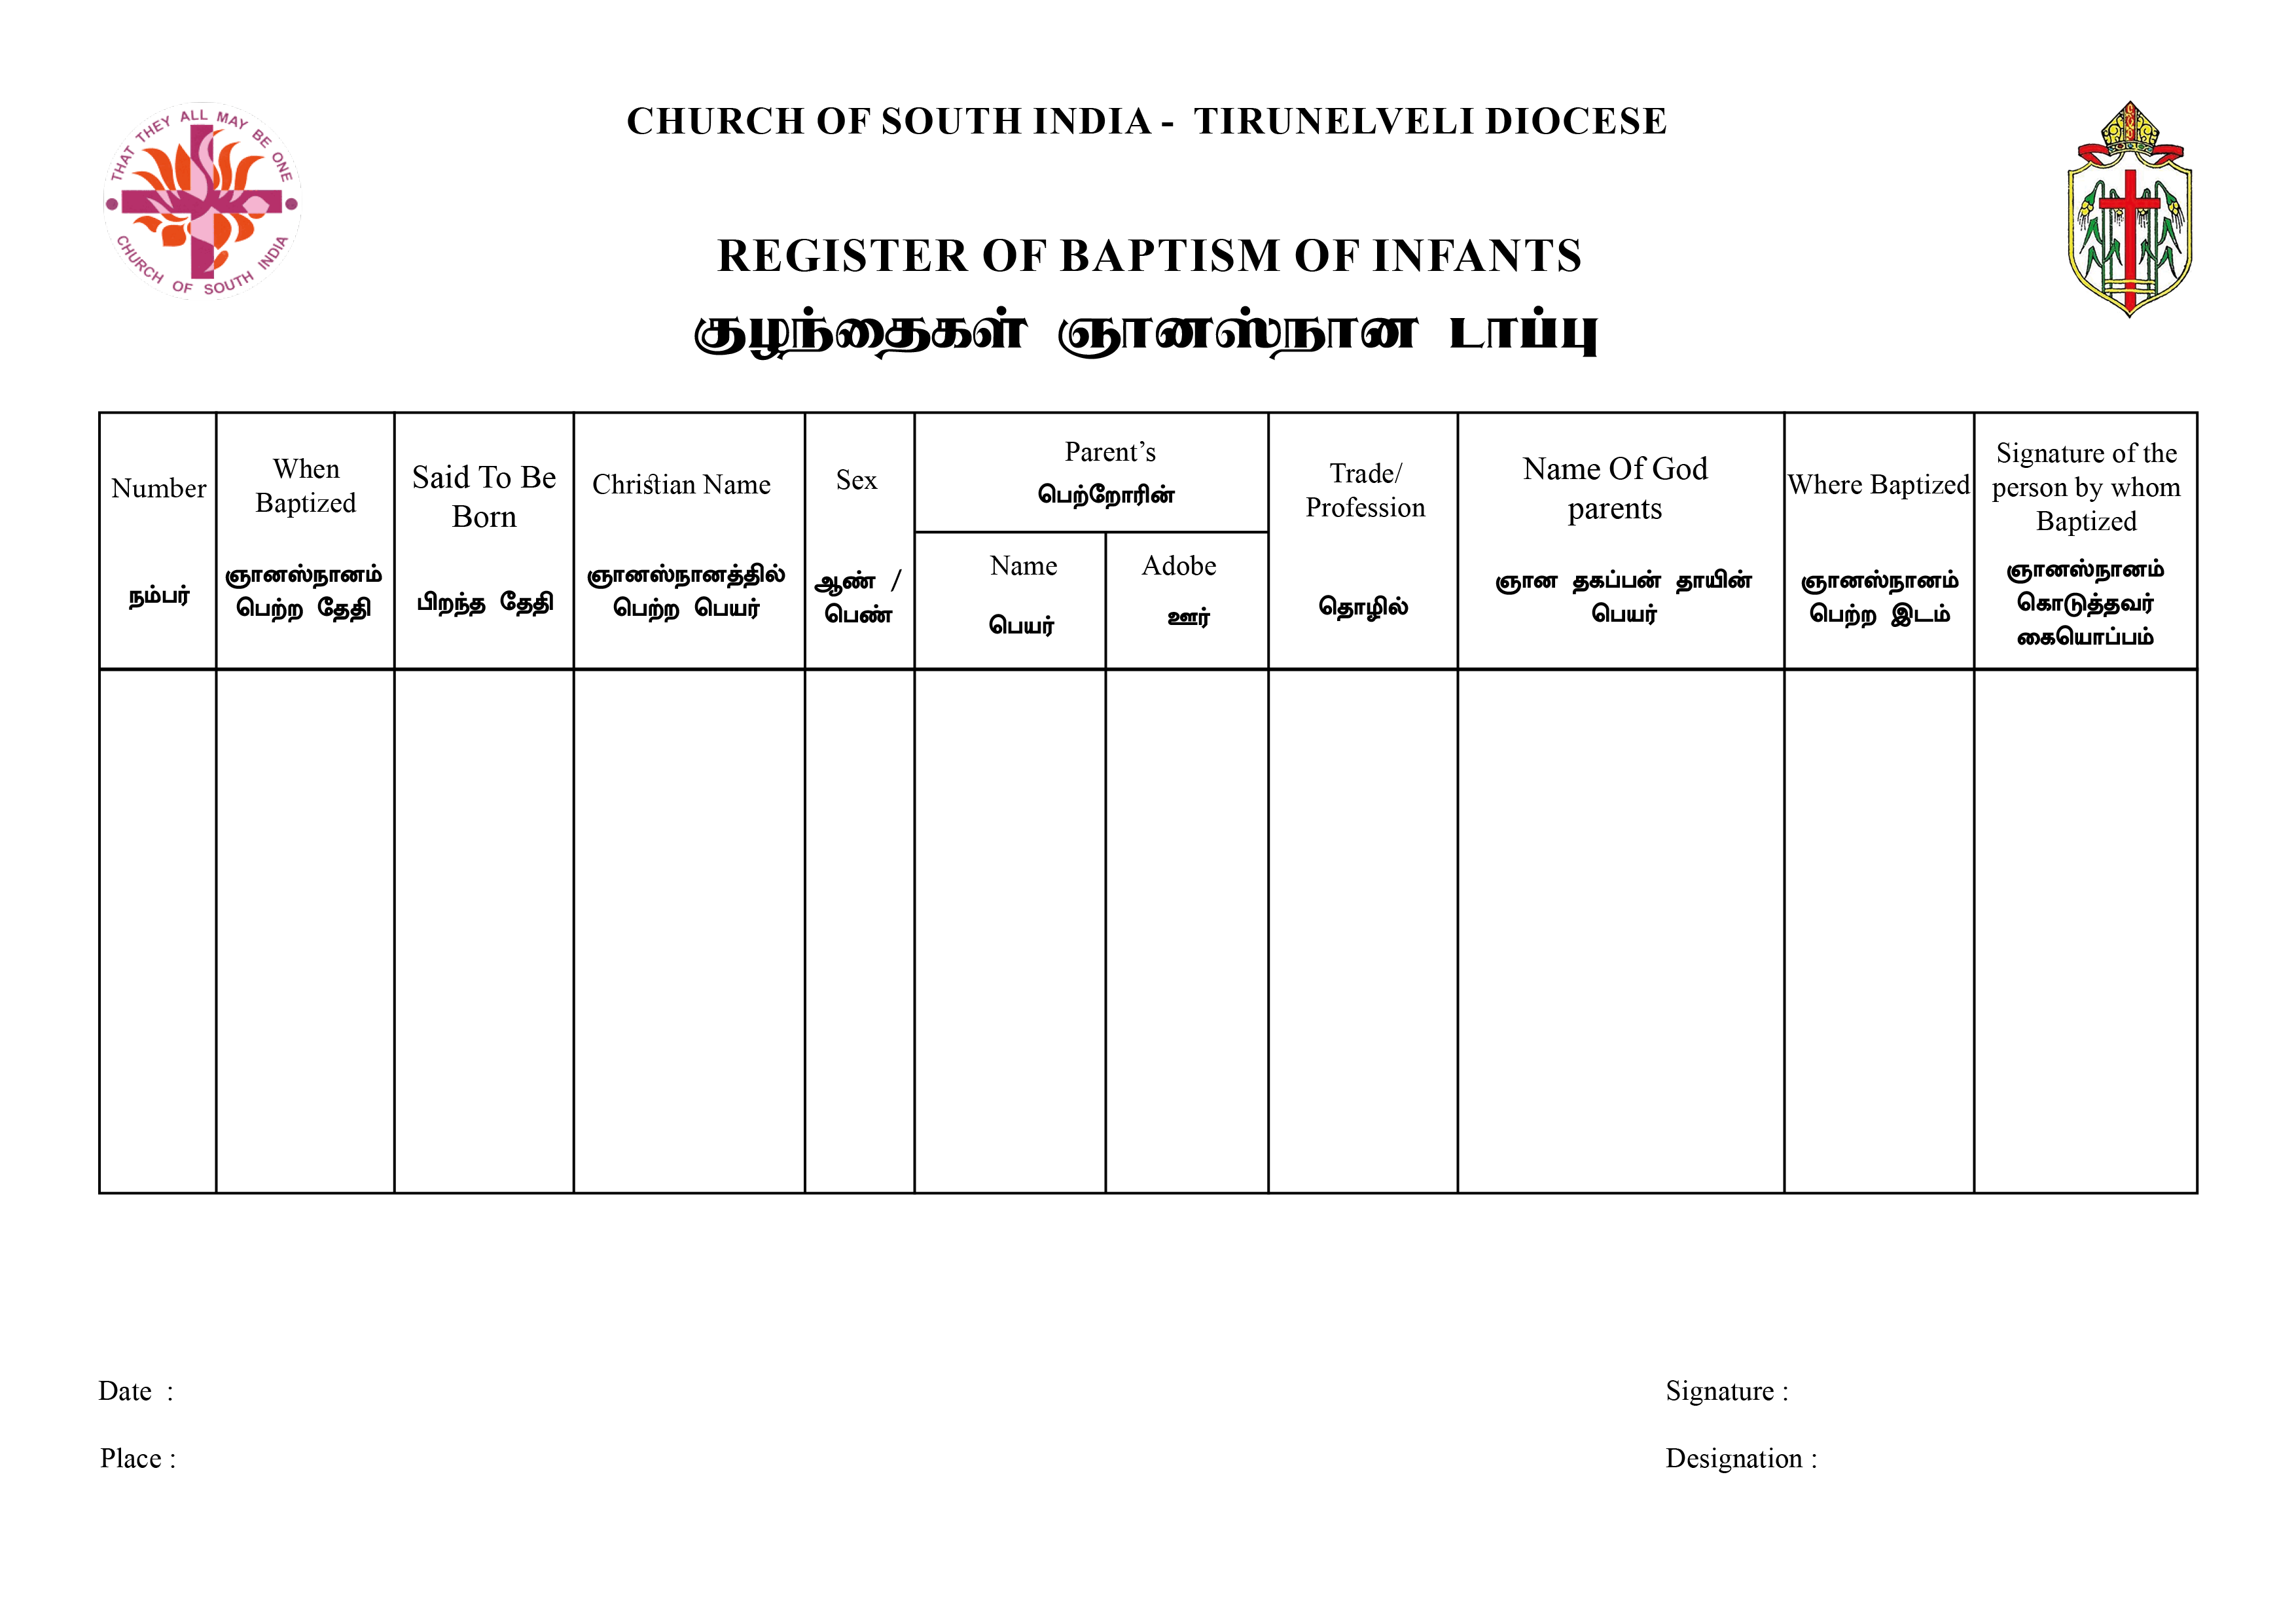 THAT THEY ALL MAY BE ONE
CHURCH OF SOUTH INDIA
CHURCH OF SOUTH INDIA - TIRUNELVELI DIOCESE
REGISTER OF BAPTISM OF INFANTS
குழந்தைகள் ஞானஸ்நான டாப்பு
Number
நம்பர்
When
Baptized
ஞானஸ்நானம்
பெற்ற தேதி
Said To Be
Born
பிறந்த தேதி
Christian Name
ஞானஸ்நானத்தில்
பெற்ற பெயர்
Sex
ஆண் /
பெண்
Parent’s
பெற்றோரின்
Name
பெயர்
Adobe
ஊர்
Trade/
Profession
தொழில்
Name Of God
parents
ஞான தகப்பன் தாயின்
பெயர்
Where Baptized
ஞானஸ்நானம்
பெற்ற இடம்
Signature of the
person by whom
Baptized
ஞானஸ்நானம்
கொடுத்தவர்
கையொப்பம்
Date :
Signature :
Place :
Designation :